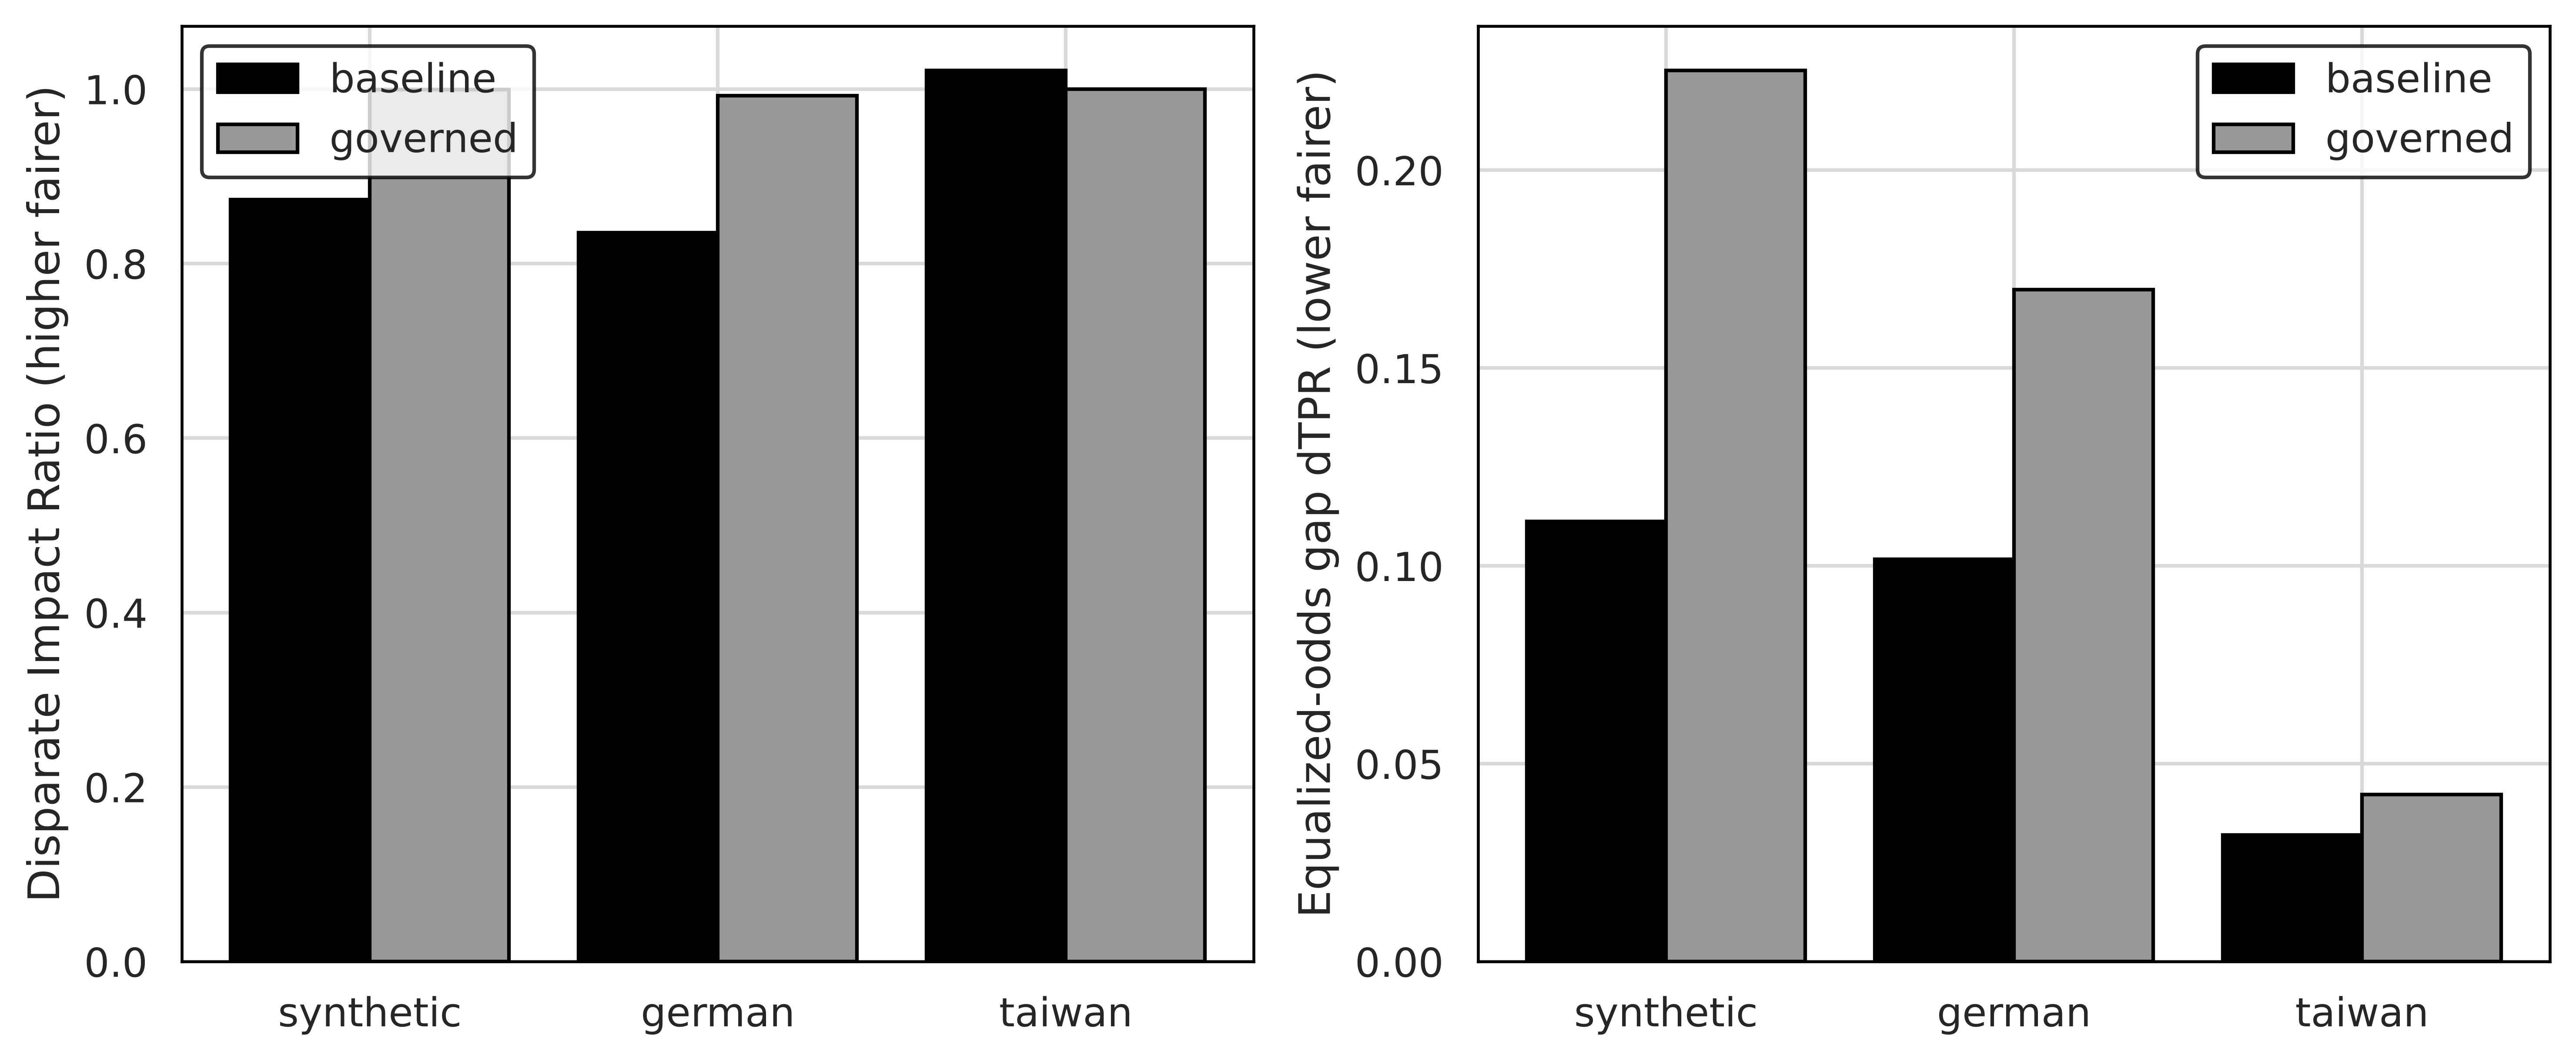 Disparate Impact Ratio (higher fairer)
1.0
0.8
0.6
0.4
0.2
0.0
baseline
governed
synthetic
german
taiwan
Equalized-odds gap dTPR (lower fairer)
0.20
0.15
0.10
0.05
0.00
baseline
governed
synthetic
german
taiwan